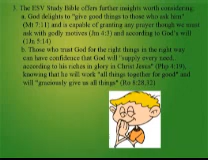 3. The ESV Study Bible offers further insights worth considering:
a. God delights to "give good things to those who ask him"
(Mt 7:11) and is capable of granting any prayer though we must
ask with godly motives (Jm 4:3) and according to God's will
(1Jn 5:14)
b. Those who trust God for the right things in the right way
can have confidence that God will "supply every need...
according to his riches in glory in Christ Jesus" (Php 4:19),
knowing that he will work "all things together for good" and
will "graciously give us all things" (Ro 8:28,32)